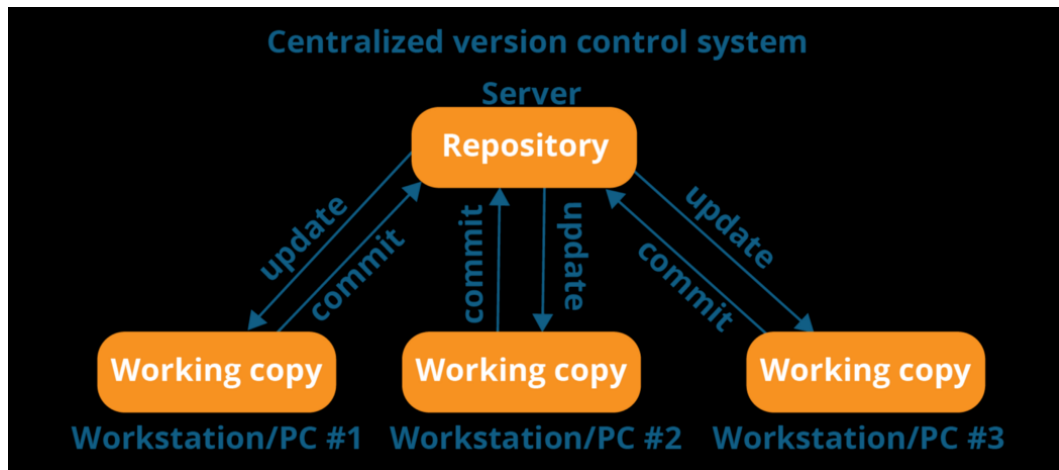 Centralized version control system
Server
Repository
update
commit
commit
update
update
commit
Working copy
Working copy
Working copy
Workstation/PC #1
Workstation/PC #2
Workstation/PC #3